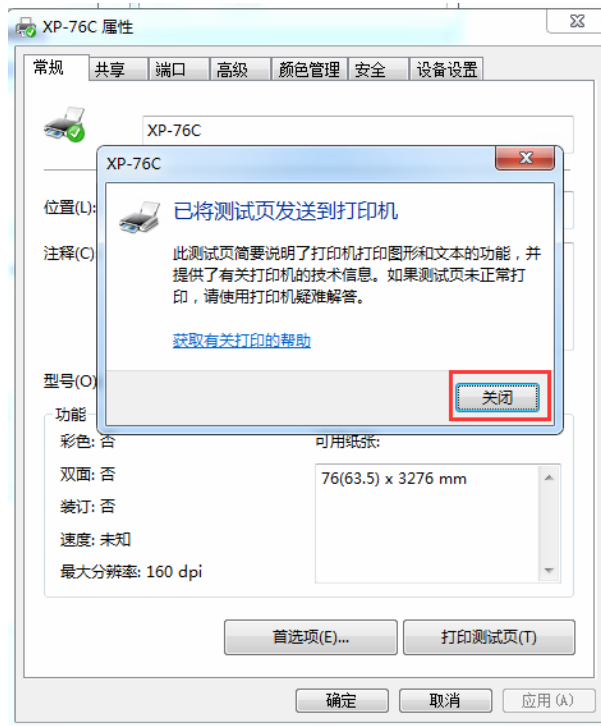 XP-76C 属性
常规 共享 端口 高级 颜色管理 安全 设备设置
XP-76C
XP-76C
位置(L):
已将测试页发送到打印机
注释(C)
此测试页简要说明了打印机打印图形和文本的功能，并
提供了有关打印机的技术信息。如果测试页未正常打
印，请使用打印机疑难解答。
获取有关打印的帮助
型号(O)
关闭
功能
彩色: 否
可用纸张:
双面: 否
76(63.5) x 3276 mm
装订: 否
速度: 未知
最大分辨率: 160 dpi
首选项(E)... 打印测试页(T)
确定 取消 应用(A)